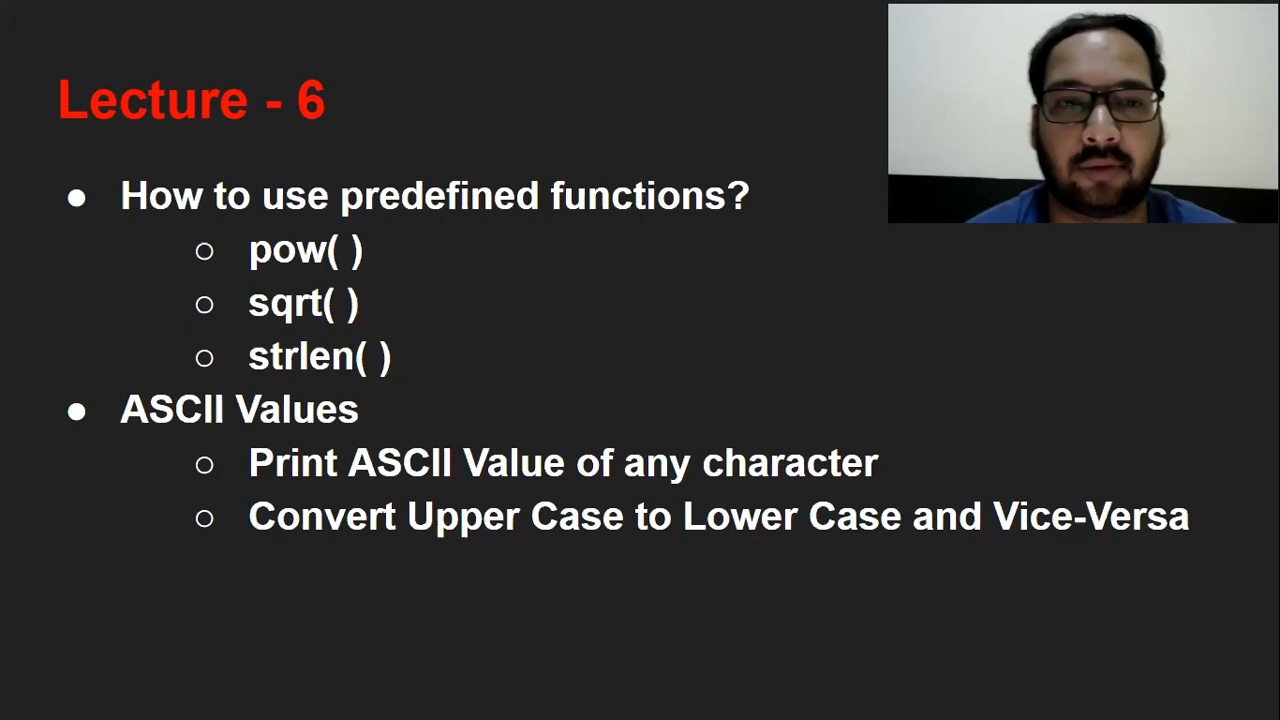 Lecture - 6
● How to use predefined functions?
○ pow( )
○ sqrt( )
○ strlen( )
● ASCII Values
○ Print ASCII Value of any character
○ Convert Upper Case to Lower Case and Vice-Versa